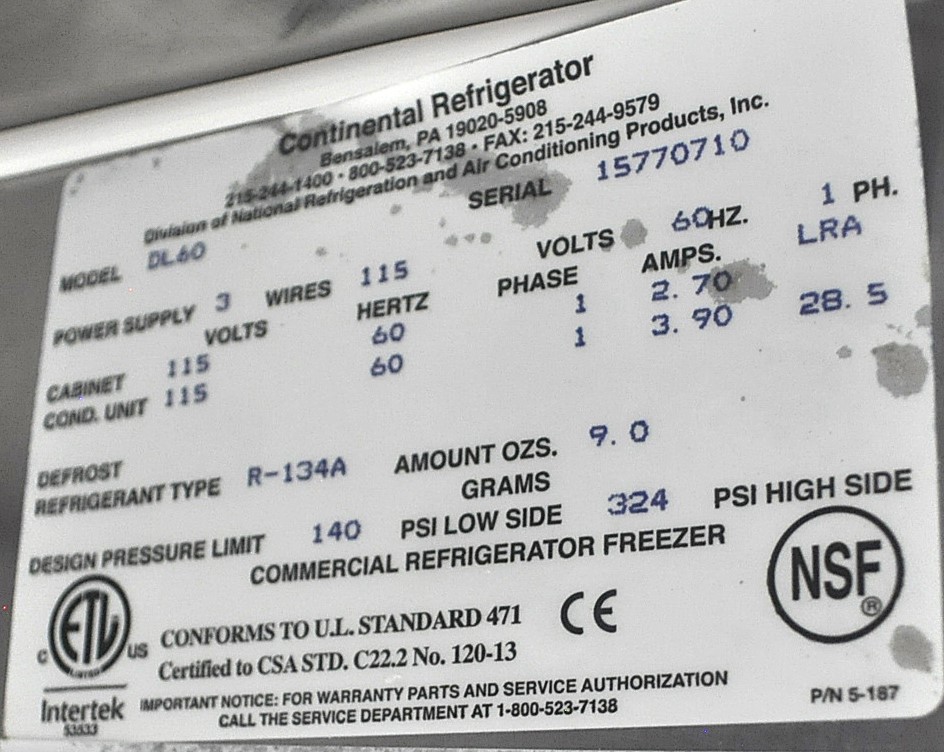 Continental Refrigerator
Bensalem, PA 19020-5908
215-244-1400 • 800-523-7138 • FAX: 215-244-9579
Division of National Refrigeration and Air Conditioning Products, Inc.
MODEL DL60 SERIAL 15770710
POWER SUPPLY 3 WIRES 115 VOLTS 60HZ. 1 PH.
VOLTS HERTZ PHASE AMPS. LRA
CABINET 115 60 1 2.70
COND. UNIT 115 60 1 3.90 28.5
DEFROST
REFRIGERANT TYPE R-134A AMOUNT OZS. 9.0
GRAMS
DESIGN PRESSURE LIMIT 140 PSI LOW SIDE 324 PSI HIGH SIDE
COMMERCIAL REFRIGERATOR FREEZER
C ETL US
LISTED
Intertek
53533
CONFORMS TO U.L. STANDARD 471 CE
Certified to CSA STD. C22.2 No. 120-13
NSF®
IMPORTANT NOTICE: FOR WARRANTY PARTS AND SERVICE AUTHORIZATION
CALL THE SERVICE DEPARTMENT AT 1-800-523-7138
P/N 5-187